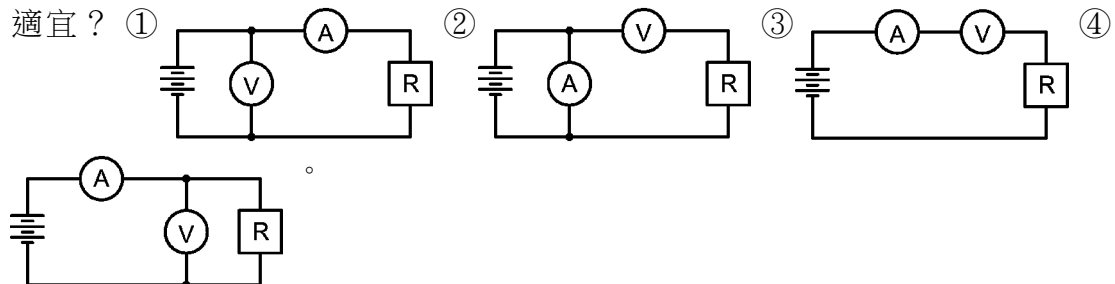 適宜？ ① A V R ② V A R ③ A V R ④
A V R 。